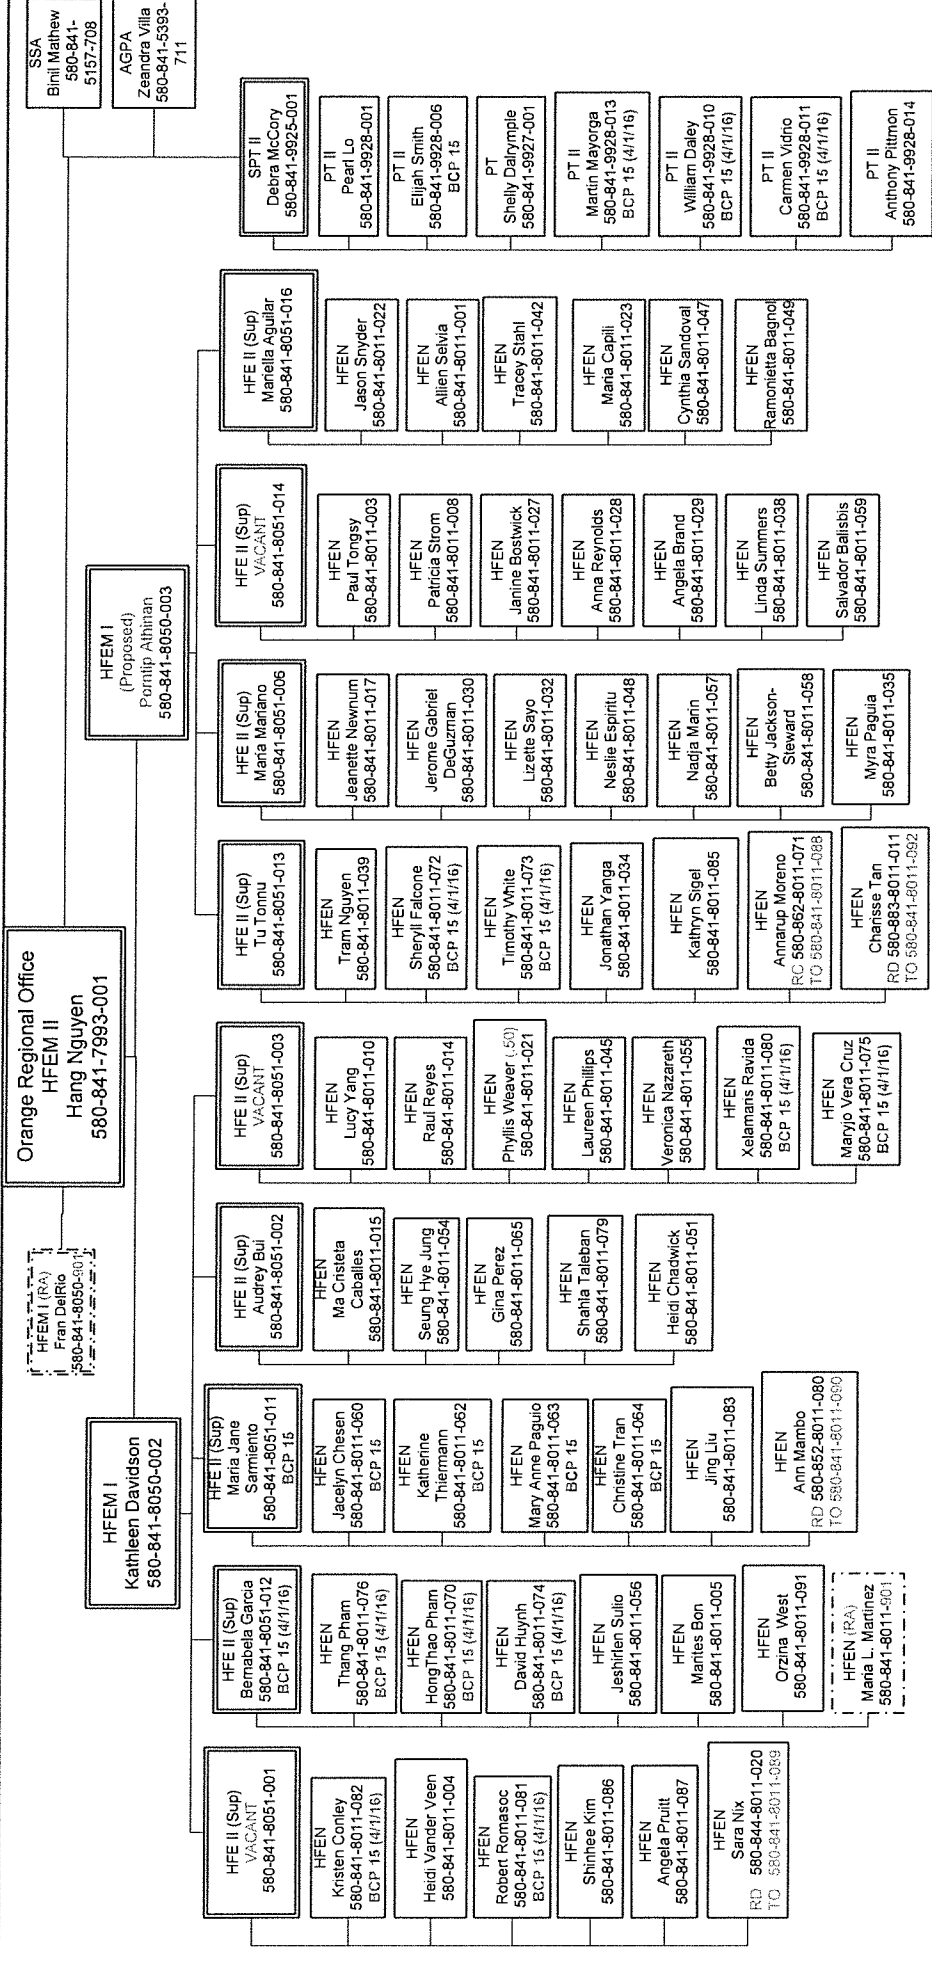 Orange Regional Office
HFEM II
Hang Nguyen
580-841-7993-001
HFEM I (RA)
Fran DelRio
580-841-8050-901
SSA
Binil Mathew
580-841-
5157-708
AGPA
Zeandra Villa
580-841-5393-
711
HFEM I
Kathleen Davidson
580-841-8050-002
HFEM I
(Proposed)
Porntip Athinan
580-841-8050-003
HFE II (Sup)
VACANT
580-841-8051-001
HFEN
Kristen Conley
580-841-8011-082
BCP 15 (4/1/16)
HFEN
Heidi Vander Veen
580-841-8011-004
HFEN
Robert Romasoc
580-841-8011-081
BCP 15 (4/1/16)
HFEN
Shinhee Kim
580-841-8011-086
HFEN
Angela Pruitt
580-841-8011-087
HFEN
Sara Nix
RD 580-844-8011-020
TO 580-841-8011-089
HFE II (Sup)
Bernabela Garcia
580-841-8051-012
BCP 15 (4/1/16)
HFEN
Thang Pham
580-841-8011-076
BCP 15 (4/1/16)
HFEN
HongThao Pham
580-841-8011-070
BCP 15 (4/1/16)
HFEN
David Huynh
580-841-8011-074
BCP 15 (4/1/16)
HFEN
Jeshirlen Sulio
580-841-8011-056
HFEN
Marites Bon
580-841-8011-005
HFEN
Orzina West
580-841-8011-091
HFEN (RA)
Maria L. Martinez
580-841-8011-901
HFE II (Sup)
Maria Jane
Sarmiento
580-841-8051-011
BCP 15
HFEN
Jacelyn Chesen
580-841-8011-060
BCP 15
HFEN
Katherine
Thiermann
580-841-8011-062
BCP 15
HFEN
Mary Anne Paguio
580-841-8011-063
BCP 15
HFEN
Christine Tran
580-841-8011-064
BCP 15
HFEN
Jing Liu
580-841-8011-083
HFEN
Ann Mambo
RD 580-852-8011-080
TO 580-841-8011-090
HFE II (Sup)
Audrey Bui
580-841-8051-002
HFEN
Ma Cristeta
Caballes
580-841-8011-015
HFEN
Seung Hye Jung
580-841-8011-054
HFEN
Gina Perez
580-841-8011-065
HFEN
Shahla Taleban
580-841-8011-079
HFEN
Heidi Chadwick
580-841-8011-051
HFE II (Sup)
VACANT
580-841-8051-003
HFEN
Lucy Yang
580-841-8011-010
HFEN
Raul Reyes
580-841-8011-014
HFEN
Phyllis Weaver (.50)
580-841-8011-021
HFEN
Laureen Phillips
580-841-8011-045
HFEN
Veronica Nazareth
580-841-8011-055
HFEN
Xelamans Ravida
580-841-8011-080
BCP 15 (4/1/16)
HFEN
Maryjo Vera Cruz
580-841-8011-075
BCP 15 (4/1/16)
HFE II (Sup)
Tu Tonnu
580-841-8051-013
HFEN
Tram Nguyen
580-841-8011-039
HFEN
Sheryll Falcone
580-841-8011-072
BCP 15 (4/1/16)
HFEN
Timothy White
580-841-8011-073
BCP 15 (4/1/16)
HFEN
Jonathan Yanga
580-841-8011-034
HFEN
Kathryn Sigel
580-841-8011-085
HFEN
Annarup Moreno
RC 580-862-8011-071
TO 580-841-8011-088
HFEN
Charisse Tan
RD 580-883-8011-011
TO 580-841-8011-092
HFE II (Sup)
Maria Mariano
580-841-8051-006
HFEN
Jeanette Newnum
580-841-8011-017
HFEN
Jerome Gabriel
DeGuzman
580-841-8011-030
HFEN
Lizette Sayo
580-841-8011-032
HFEN
Neslie Espiritu
580-841-8011-048
HFEN
Nadja Marin
580-841-8011-057
HFEN
Betty Jackson-
Steward
580-841-8011-058
HFEN
Myra Paguia
580-841-8011-035
HFE II (Sup)
VACANT
580-841-8051-014
HFEN
Paul Tongsy
580-841-8011-003
HFEN
Patricia Strom
580-841-8011-008
HFEN
Janine Bostwick
580-841-8011-027
HFEN
Anna Reynolds
580-841-8011-028
HFEN
Angela Brand
580-841-8011-029
HFEN
Linda Summers
580-841-8011-038
HFEN
Salvador Balisbis
580-841-8011-059
HFE II (Sup)
Mariella Aguilar
580-841-8051-016
HFEN
Jason Snyder
580-841-8011-022
HFEN
Allien Selvia
580-841-8011-001
HFEN
Tracey Stahl
580-841-8011-042
HFEN
Maria Capili
580-841-8011-023
HFEN
Cynthia Sandoval
580-841-8011-047
HFEN
Ramonietta Bagnol
580-841-8011-049
SPT II
Debra McCory
580-841-9925-001
PT II
Pearl Lo
580-841-9928-001
PT II
Elijah Smith
580-841-9928-006
BCP 15
PT
Shelly Dalrymple
580-841-9927-001
PT II
Martin Mayorga
580-841-9928-013
BCP 15 (4/1/16)
PT II
William Daley
580-841-9928-010
BCP 15 (4/1/16)
PT II
Carmen Vidrio
580-841-9928-011
BCP 15 (4/1/16)
PT II
Anthony Pittmon
580-841-9928-014